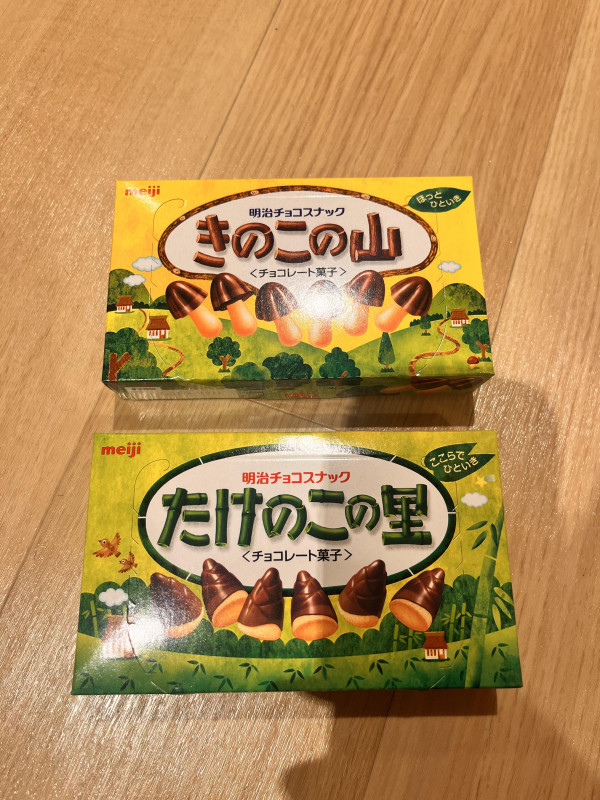 meiji
ほっと
ひといき
明治チョコスナック
きのこの山
<チョコレート菓子>
meiji
ここらで
ひといき
明治チョコスナック
たけのこの里
<チョコレート菓子>